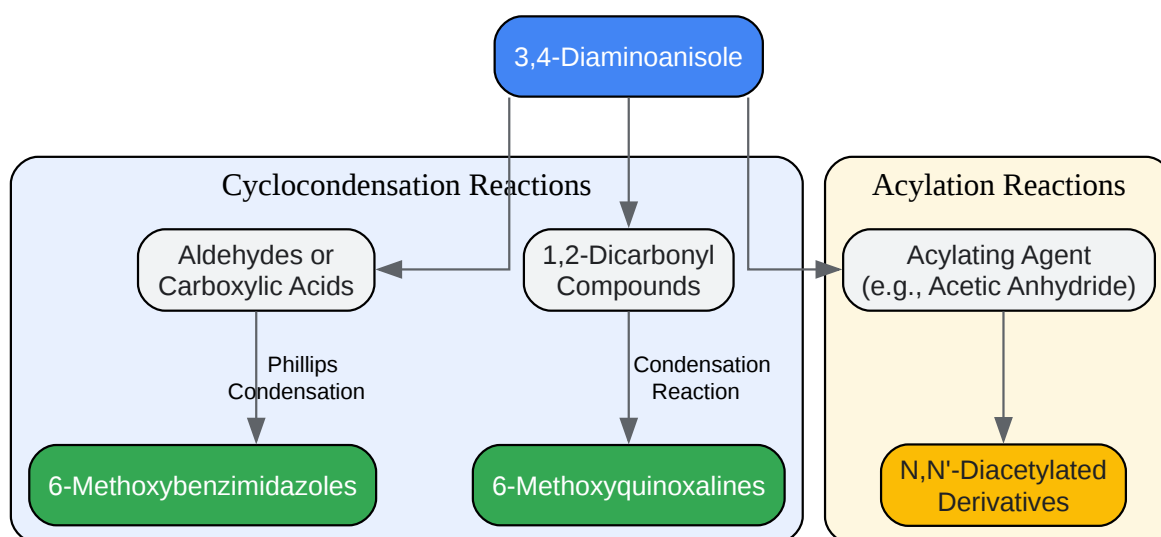 3,4-Diaminoanisole
Cyclocondensation Reactions
Acylation Reactions
Aldehydes or
Carboxylic Acids
1,2-Dicarbonyl
Compounds
Acylating Agent
(e.g., Acetic Anhydride)
Phillips
Condensation
Condensation
Reaction
6-Methoxybenzimidazoles
6-Methoxyquinoxalines
N,N'-Diacetylated
Derivatives